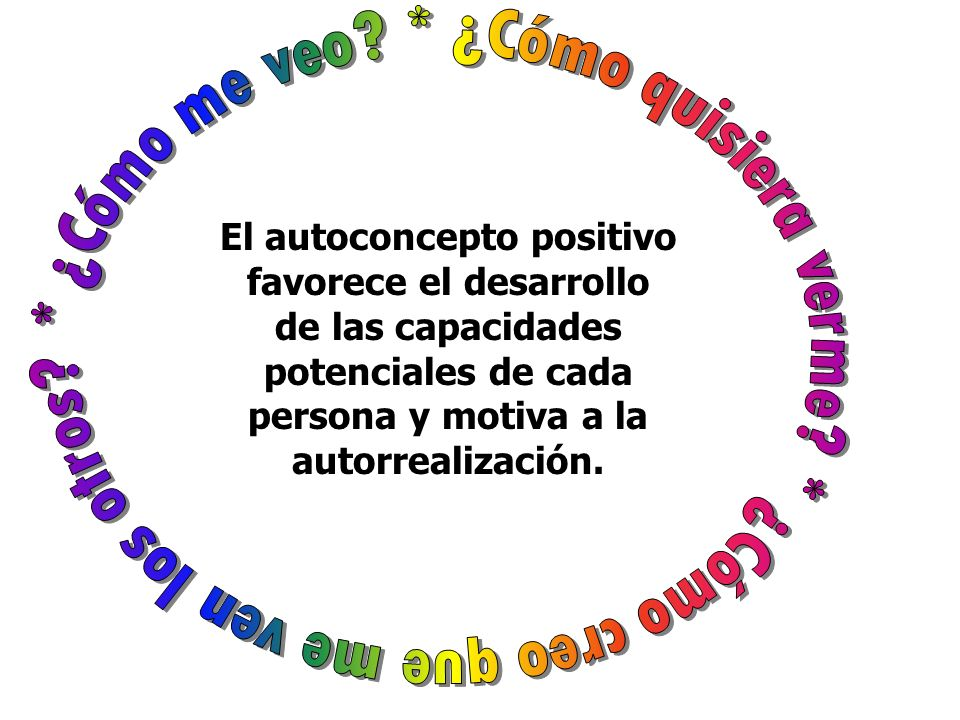 * ¿Cómo me veo? * ¿Cómo quisiera verme? * ¿Cómo creo que me ven los otros?
El autoconcepto positivo
favorece el desarrollo
de las capacidades
potenciales de cada
persona y motiva a la
autorrealización.